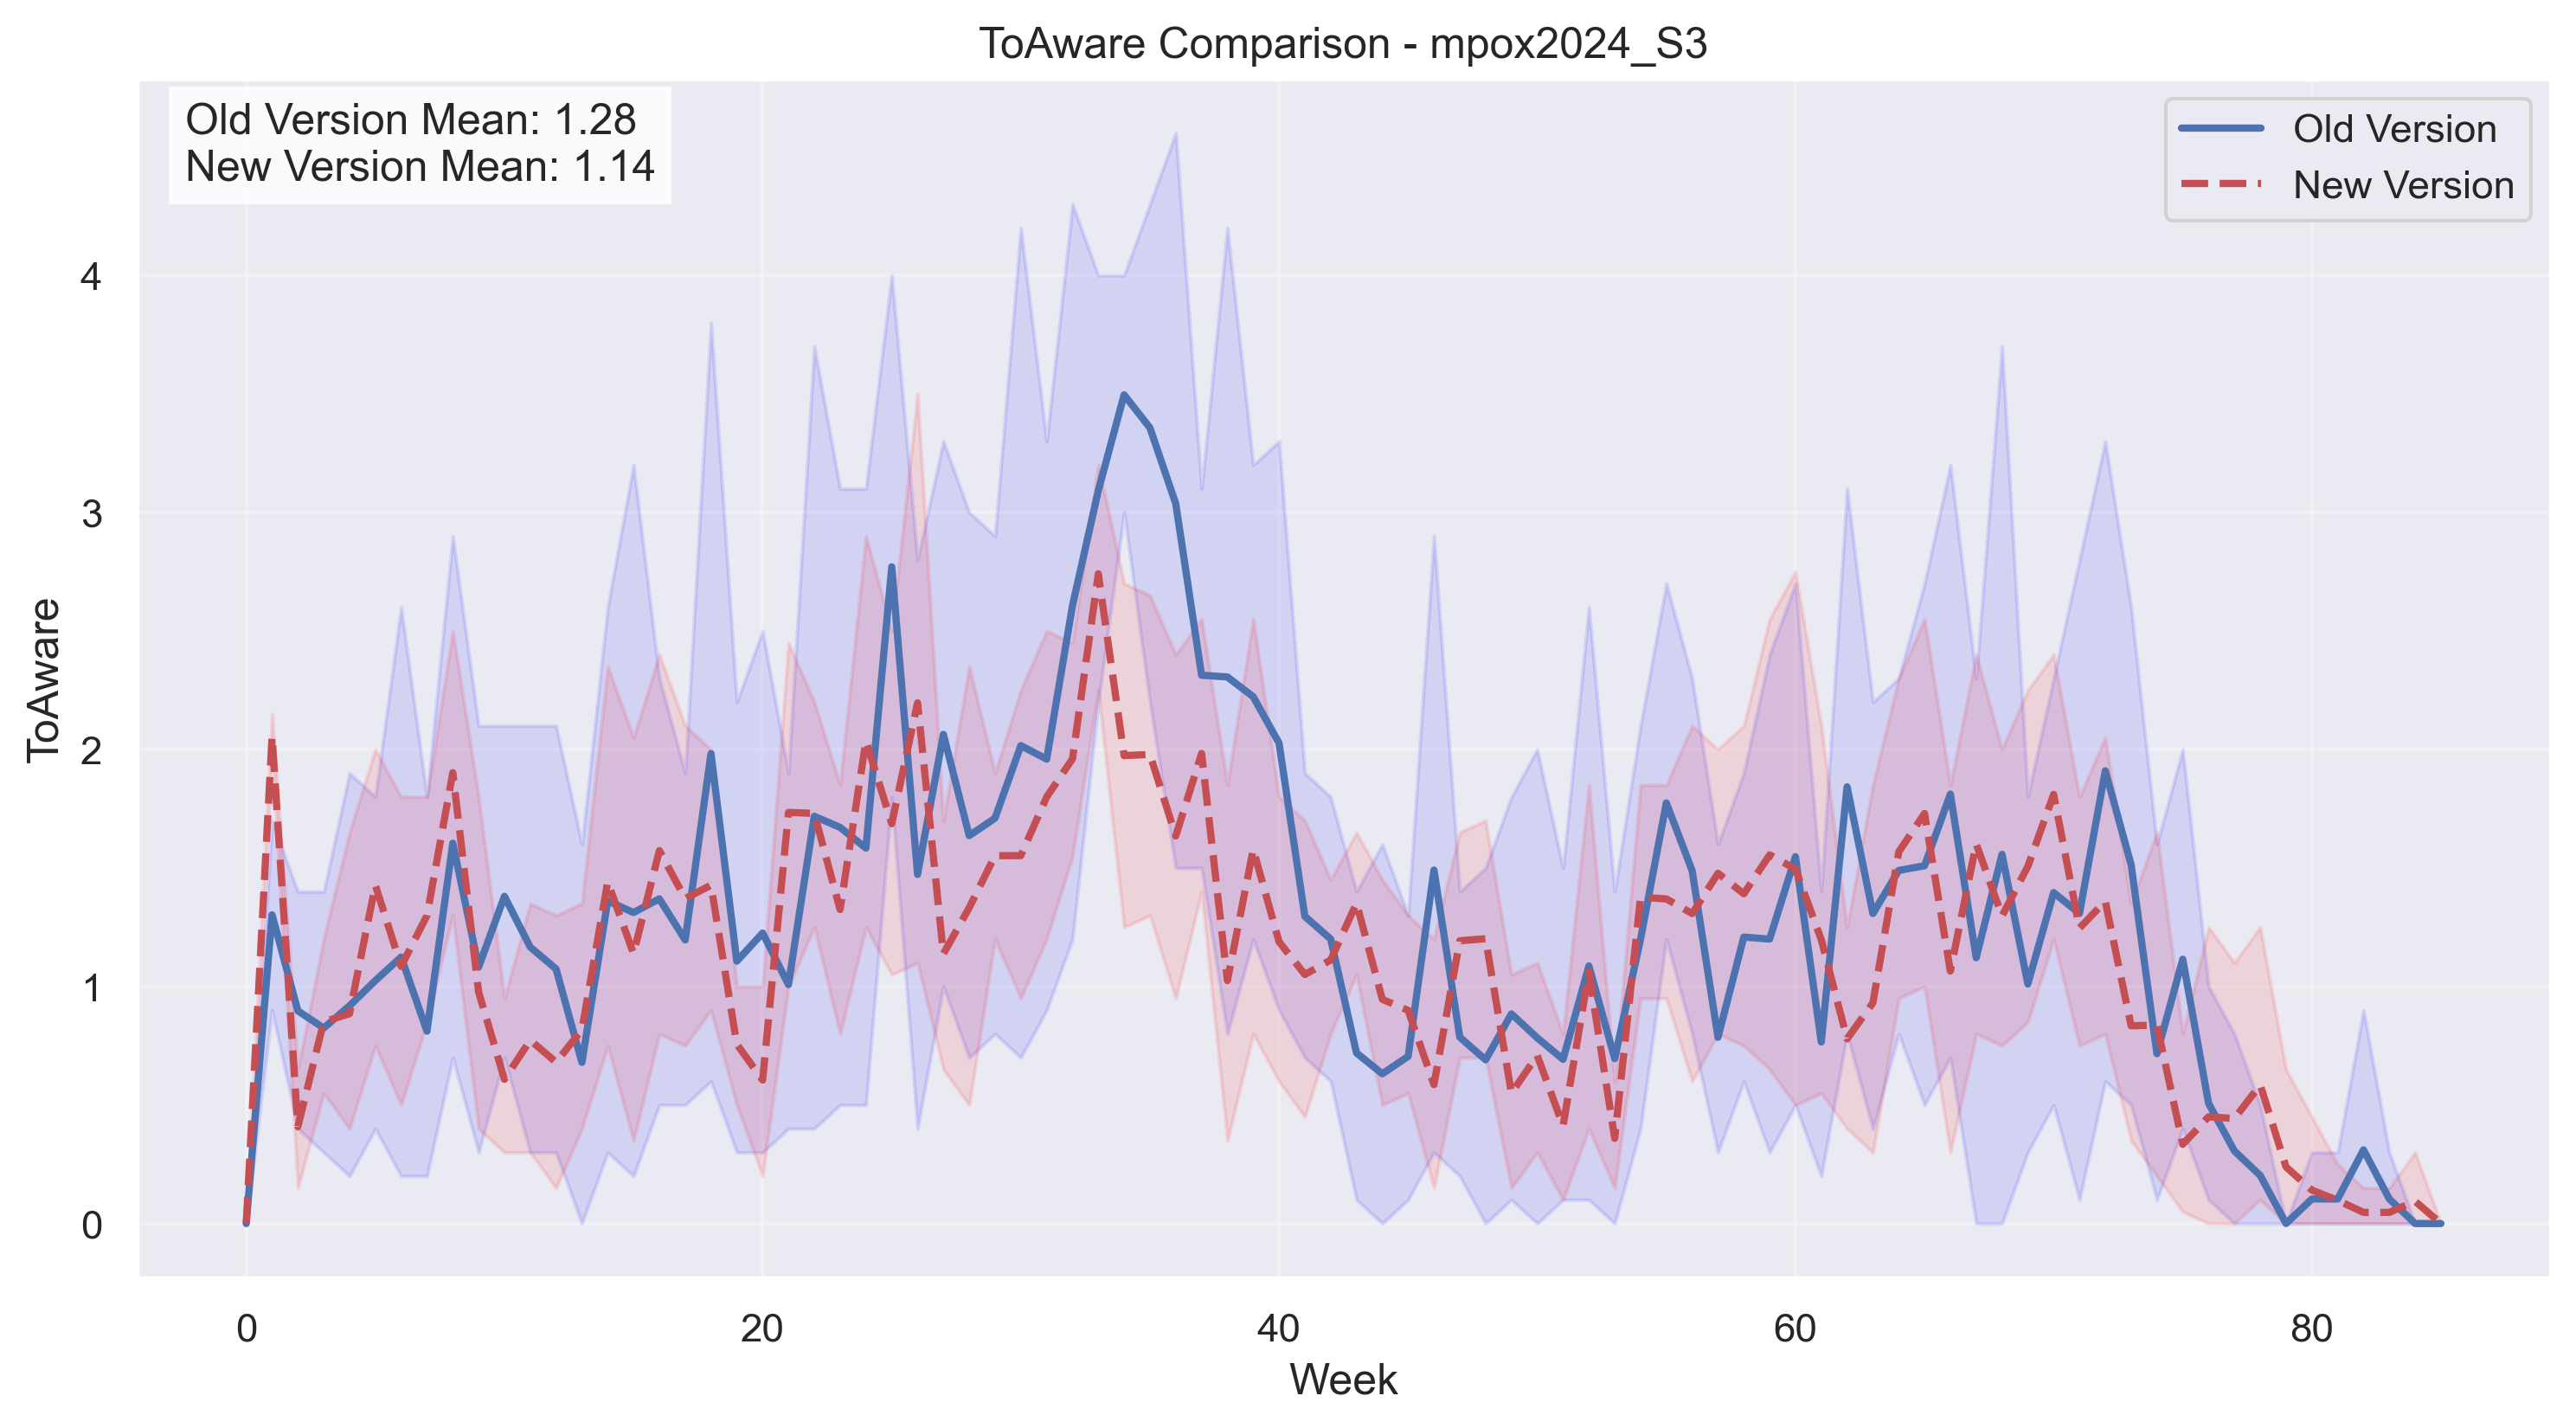 ToAware Comparison - mpox2024_S3
Old Version Mean: 1.28
New Version Mean: 1.14
Old Version
New Version
ToAware
4
3
2
1
0
0 20 40 60 80
Week